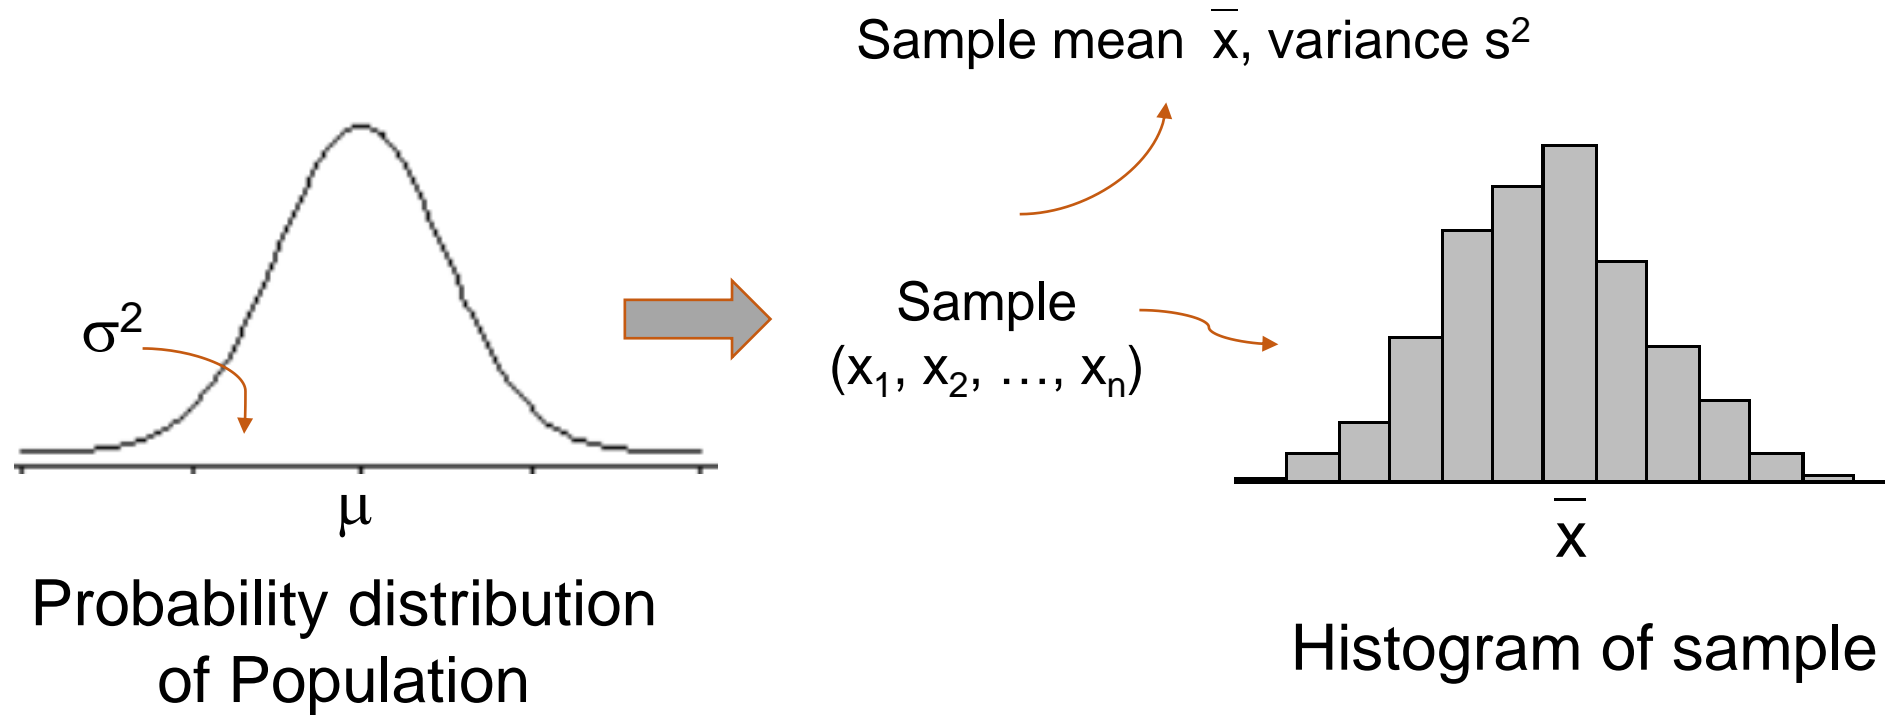 Sample mean x̅, variance s²
σ²
Sample
(x₁, x₂, …, xₙ)
μ
x̅
Probability distribution
of Population
Histogram of sample